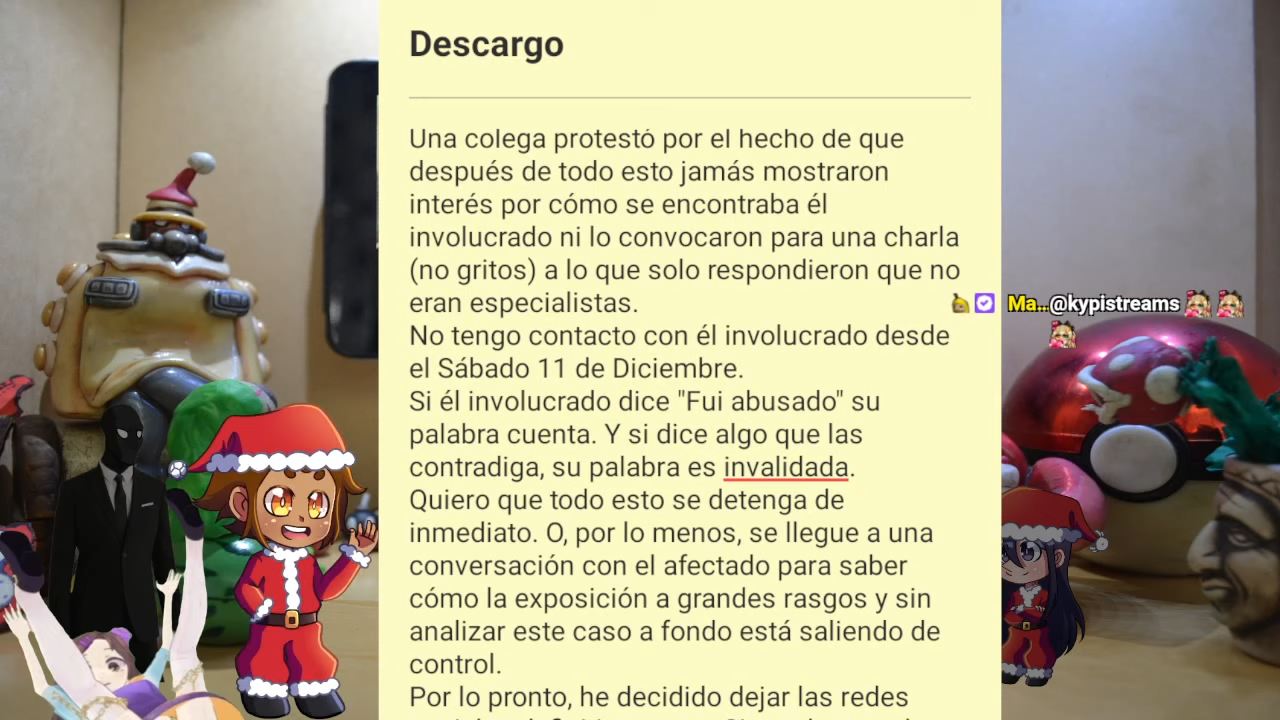 Descargo
Una colega protestó por el hecho de que
después de todo esto jamás mostraron
interés por cómo se encontraba él
involucrado ni lo convocaron para una charla
(no gritos) a lo que solo respondieron que no
eran especialistas.
Ma...@kypistreams
No tengo contacto con él involucrado desde
el Sábado 11 de Diciembre.
Si él involucrado dice "Fui abusado" su
palabra cuenta. Y si dice algo que las
contradiga, su palabra es invalidada.
Quiero que todo esto se detenga de
inmediato. O, por lo menos, se llegue a una
conversación con el afectado para saber
cómo la exposición a grandes rasgos y sin
analizar este caso a fondo está saliendo de
control.
Por lo pronto, he decidido dejar las redes